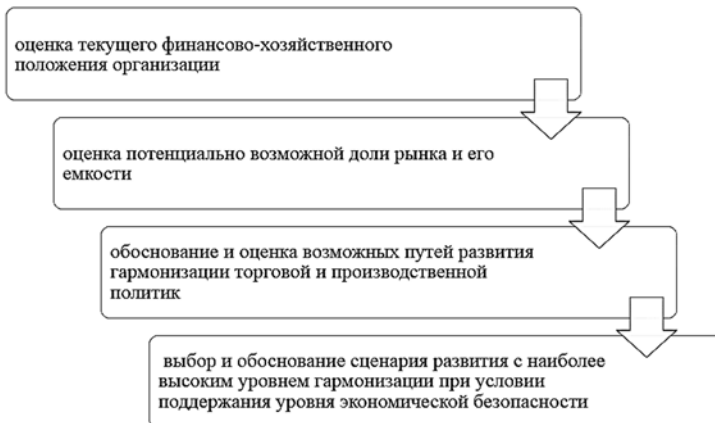 оценка текущего финансово-хозяйственного
положения организации
оценка потенциально возможной доли рынка и его
емкости
обоснование и оценка возможных путей развития
гармонизации торговой и производственной
политик
выбор и обоснование сценария развития с наиболее
высоким уровнем гармонизации при условии
поддержания уровня экономической безопасности